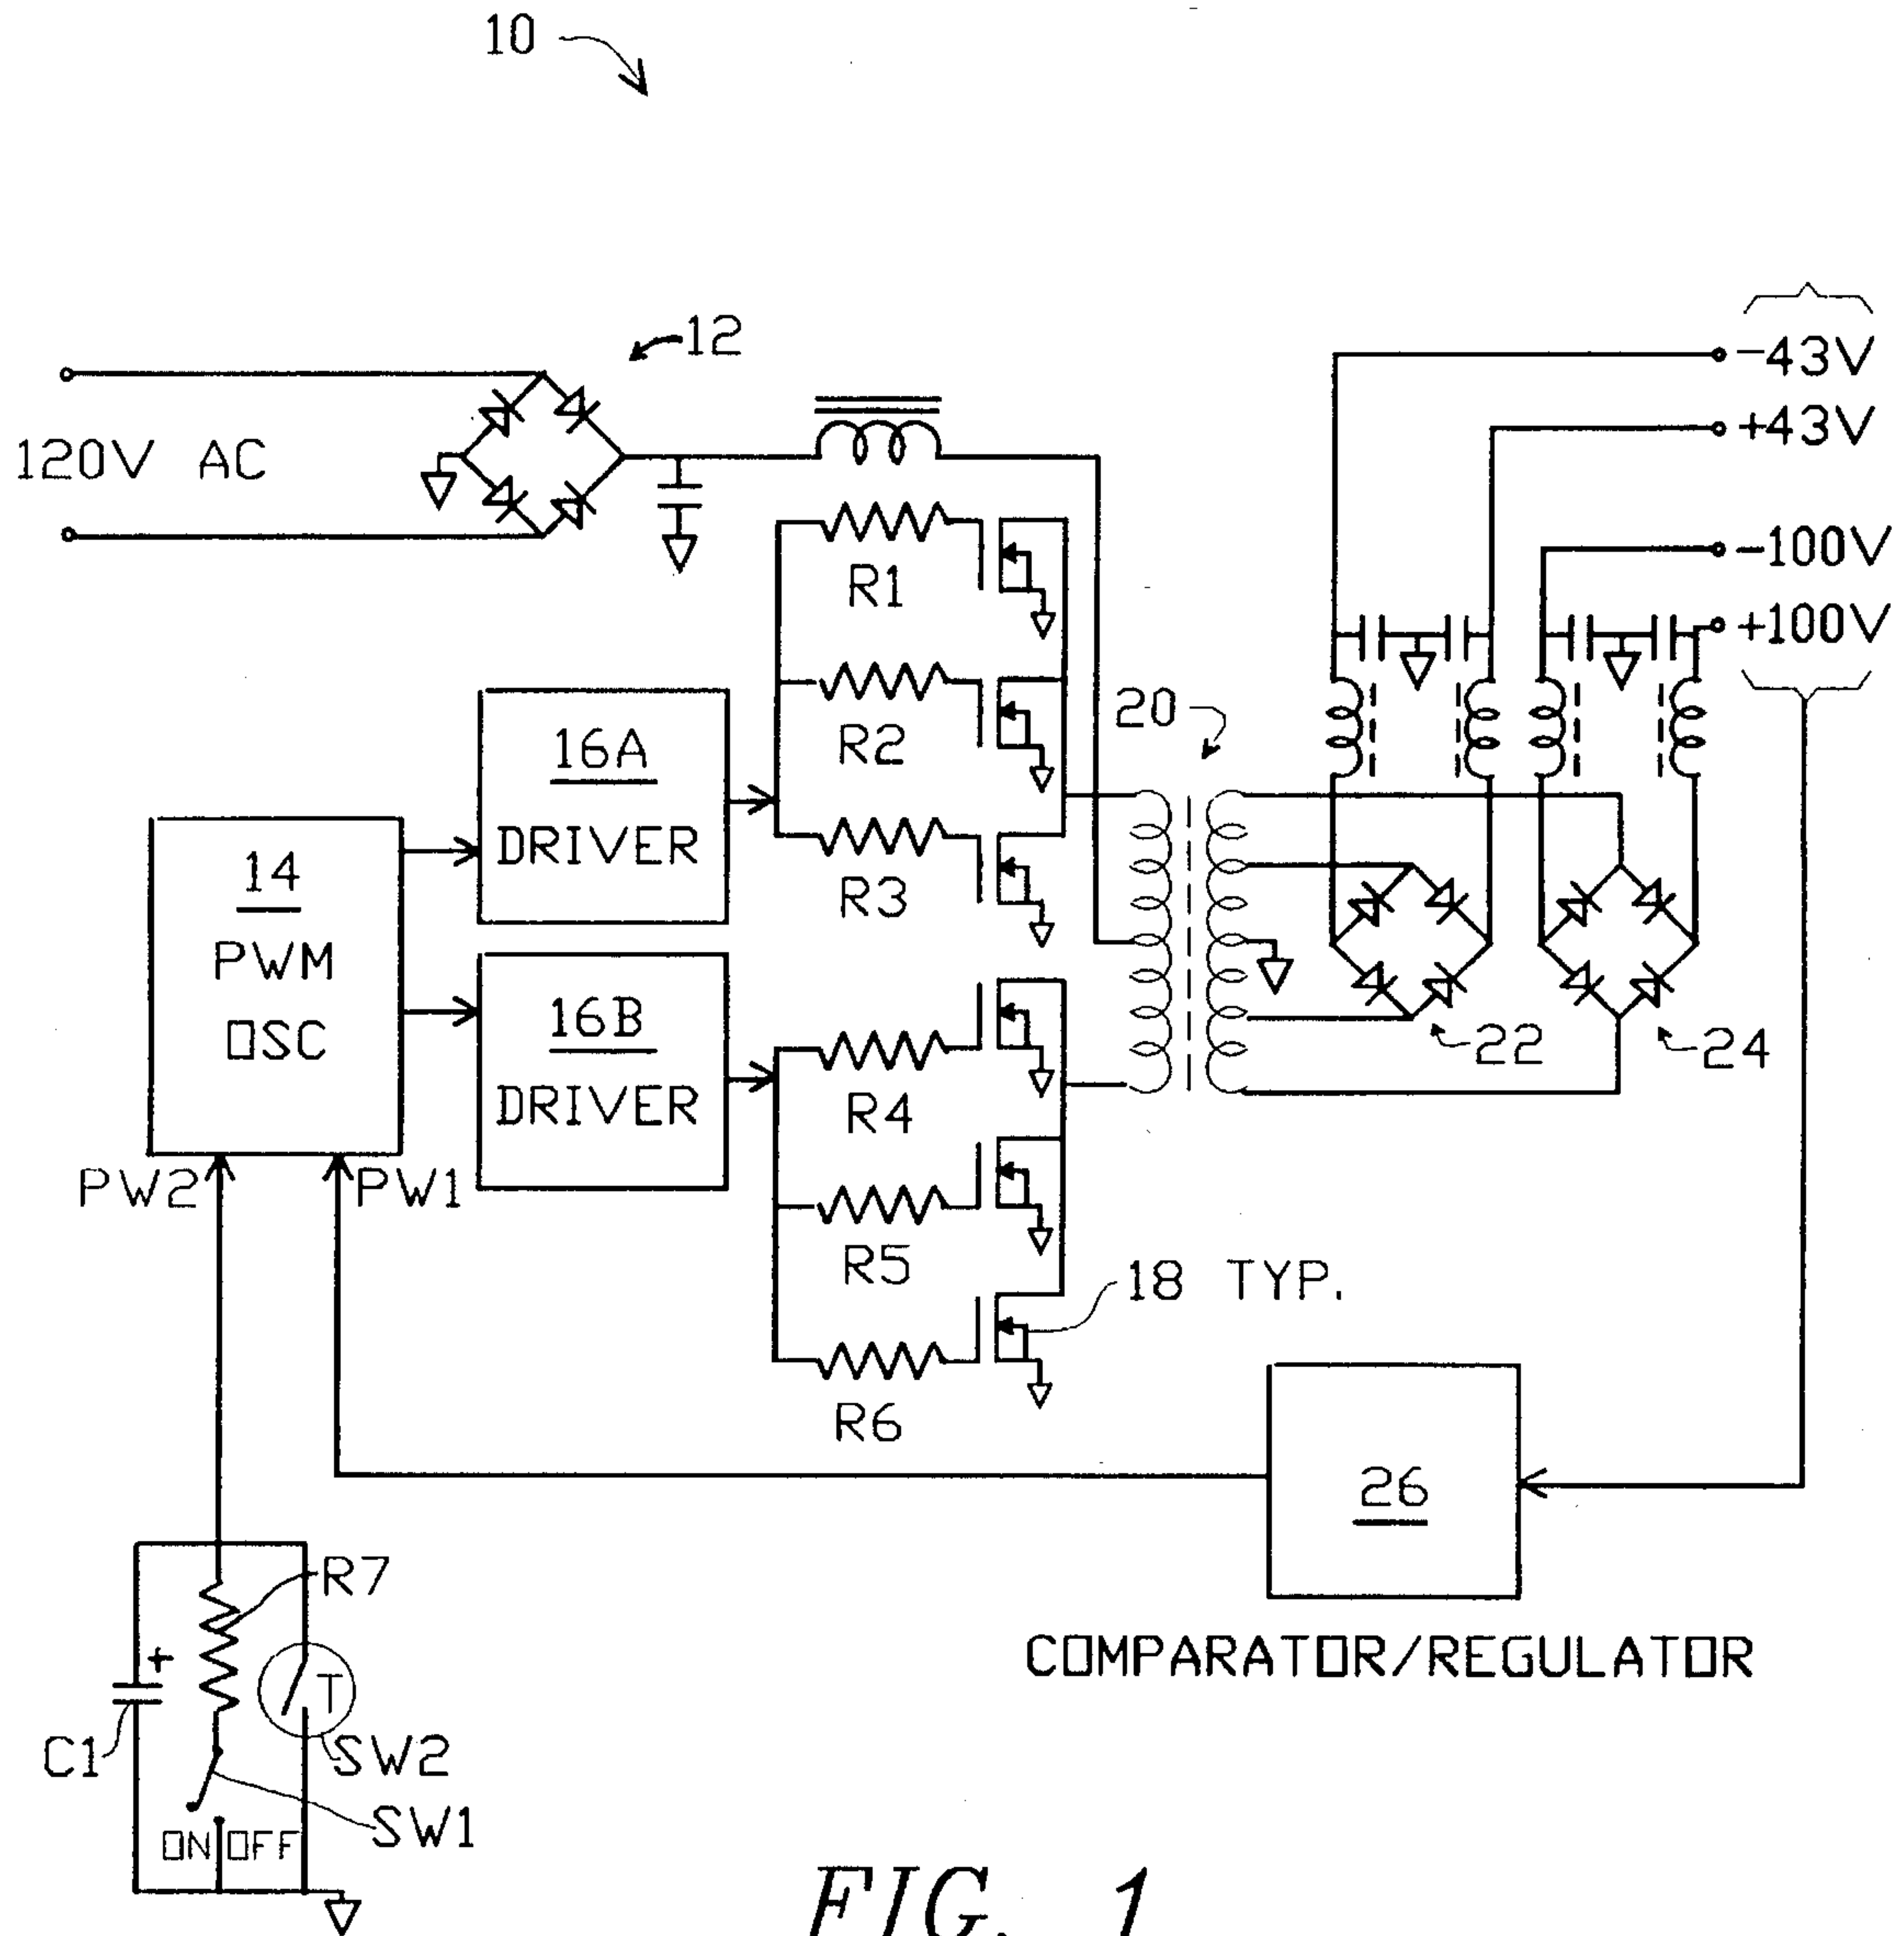 10
12
-43V
+43V
120V AC
-100V
R1
+100V
20
R2
16A
DRIVER
R3
14
PWM
OSC
16B
DRIVER
22
24
R4
PW2
PW1
R5
18 TYP.
R6
26
R7
COMPARATOR/REGULATOR
+
T
C1
SW2
SW1
ON OFF
FIG. 1